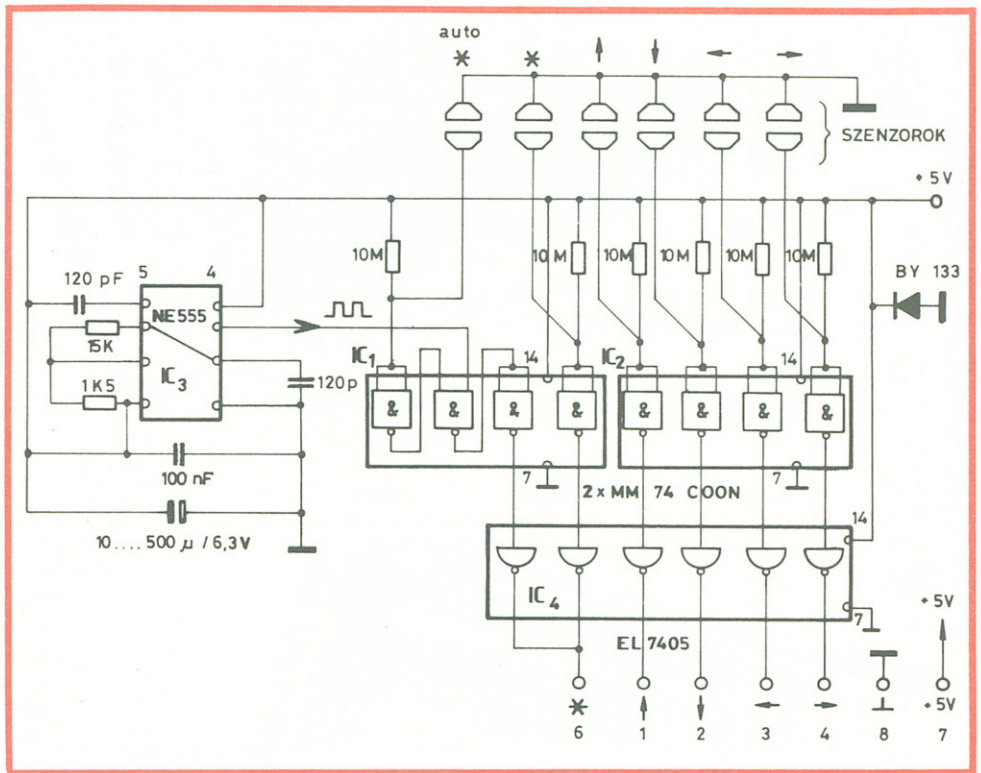 auto
* * ↑ ↓ ← →
SZENZOROK
+ 5V
10M 10M 10M 10M 10M 10M
BY 133
120 pF 5 4
NE555
15K
IC3
1K5
120p
100 nF
10....500 µ / 6,3V
IC1 14 IC2 14
& & & & & & & &
7 7
2 x MM 74 COON
14
IC4
7
EL 7405
+ 5V
* ↑ ↓ ← → ⊥ + 5V
6 1 2 3 4 8 7